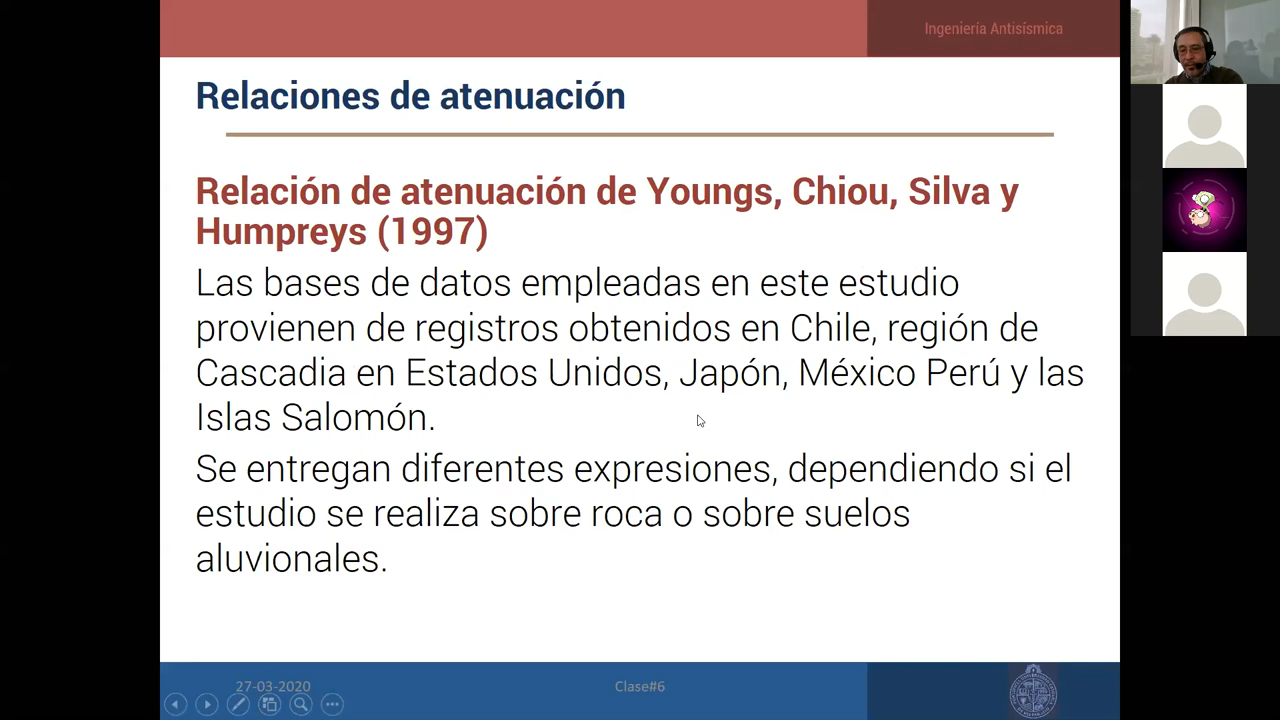 Ingeniería Antisísmica
Relaciones de atenuación
Relación de atenuación de Youngs, Chiou, Silva y
Humpreys (1997)
Las bases de datos empleadas en este estudio
provienen de registros obtenidos en Chile, región de
Cascadia en Estados Unidos, Japón, México Perú y las
Islas Salomón.
Se entregan diferentes expresiones, dependiendo si el
estudio se realiza sobre roca o sobre suelos
aluvionales.
27-03-2020
Clase#6